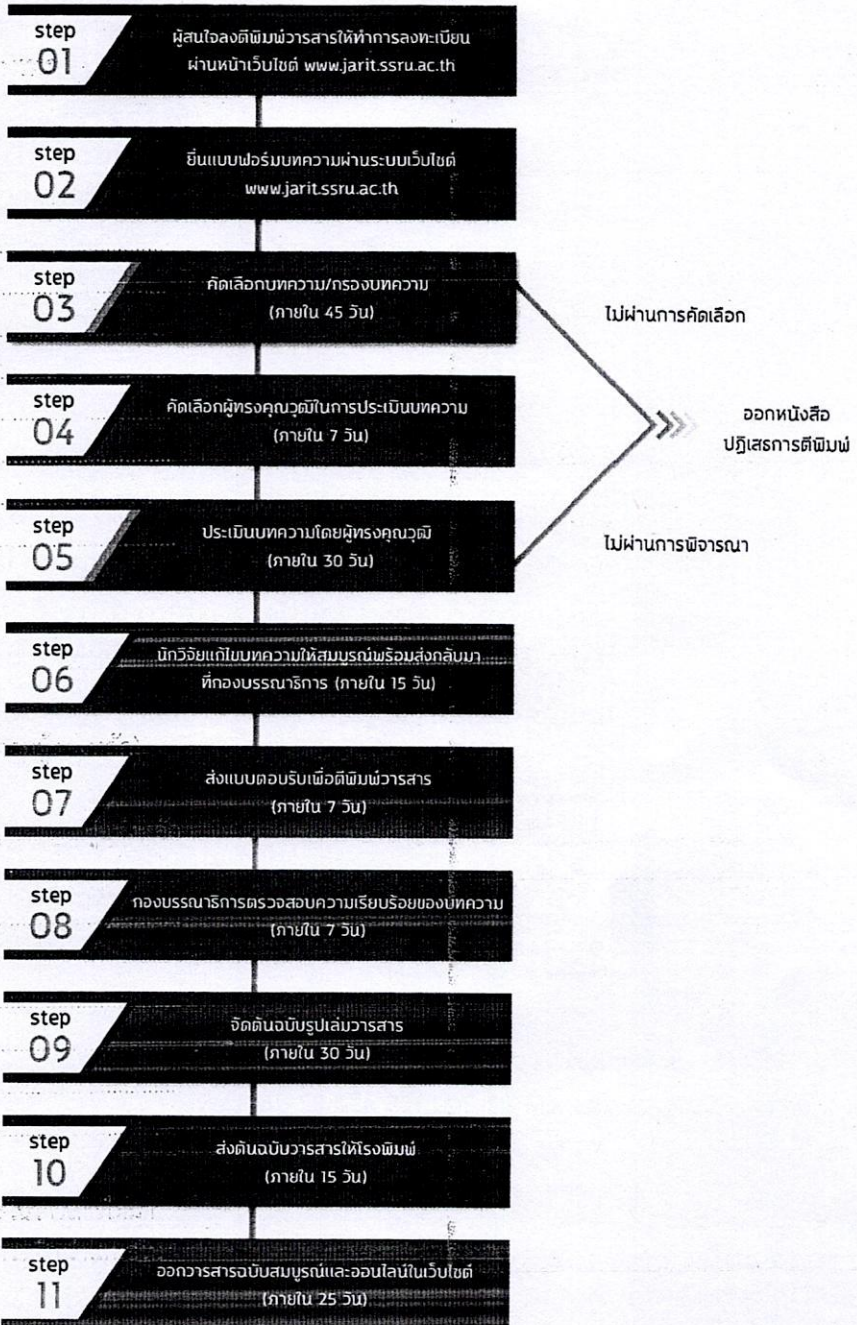 step
01
ผู้สนใจลงตีพิมพ์วารสารให้ทำการลงทะเบียน
ผ่านหน้าเว็บไซต์ www.jarit.ssru.ac.th
step
02
ยื่นแบบฟอร์มบทความผ่านระบบเว็บไซต์
www.jarit.ssru.ac.th
step
03
คัดเลือกบทความ/กรองบทความ
(ภายใน 45 วัน)
ไม่ผ่านการคัดเลือก
step
04
คัดเลือกผู้ทรงคุณวุฒิในการประเมินบทความ
(ภายใน 7 วัน)
ออกหนังสือ
ปฏิเสธการตีพิมพ์
step
05
ประเมินบทความโดยผู้ทรงคุณวุฒิ
(ภายใน 30 วัน)
ไม่ผ่านการพิจารณา
step
06
นักวิจัยแก้ไขบทความให้สมบูรณ์พร้อมส่งกลับมา
ที่กองบรรณาธิการ (ภายใน 15 วัน)
step
07
ส่งแบบตอบรับเพื่อตีพิมพ์วารสาร
(ภายใน 7 วัน)
step
08
กองบรรณาธิการตรวจสอบความเรียบร้อยของบทความ
(ภายใน 7 วัน)
step
09
จัดต้นฉบับรูปเล่มวารสาร
(ภายใน 30 วัน)
step
10
ส่งต้นฉบับวารสารให้โรงพิมพ์
(ภายใน 15 วัน)
step
11
ออกวารสารฉบับสมบูรณ์และออนไลน์ในเว็บไซต์
(ภายใน 25 วัน)